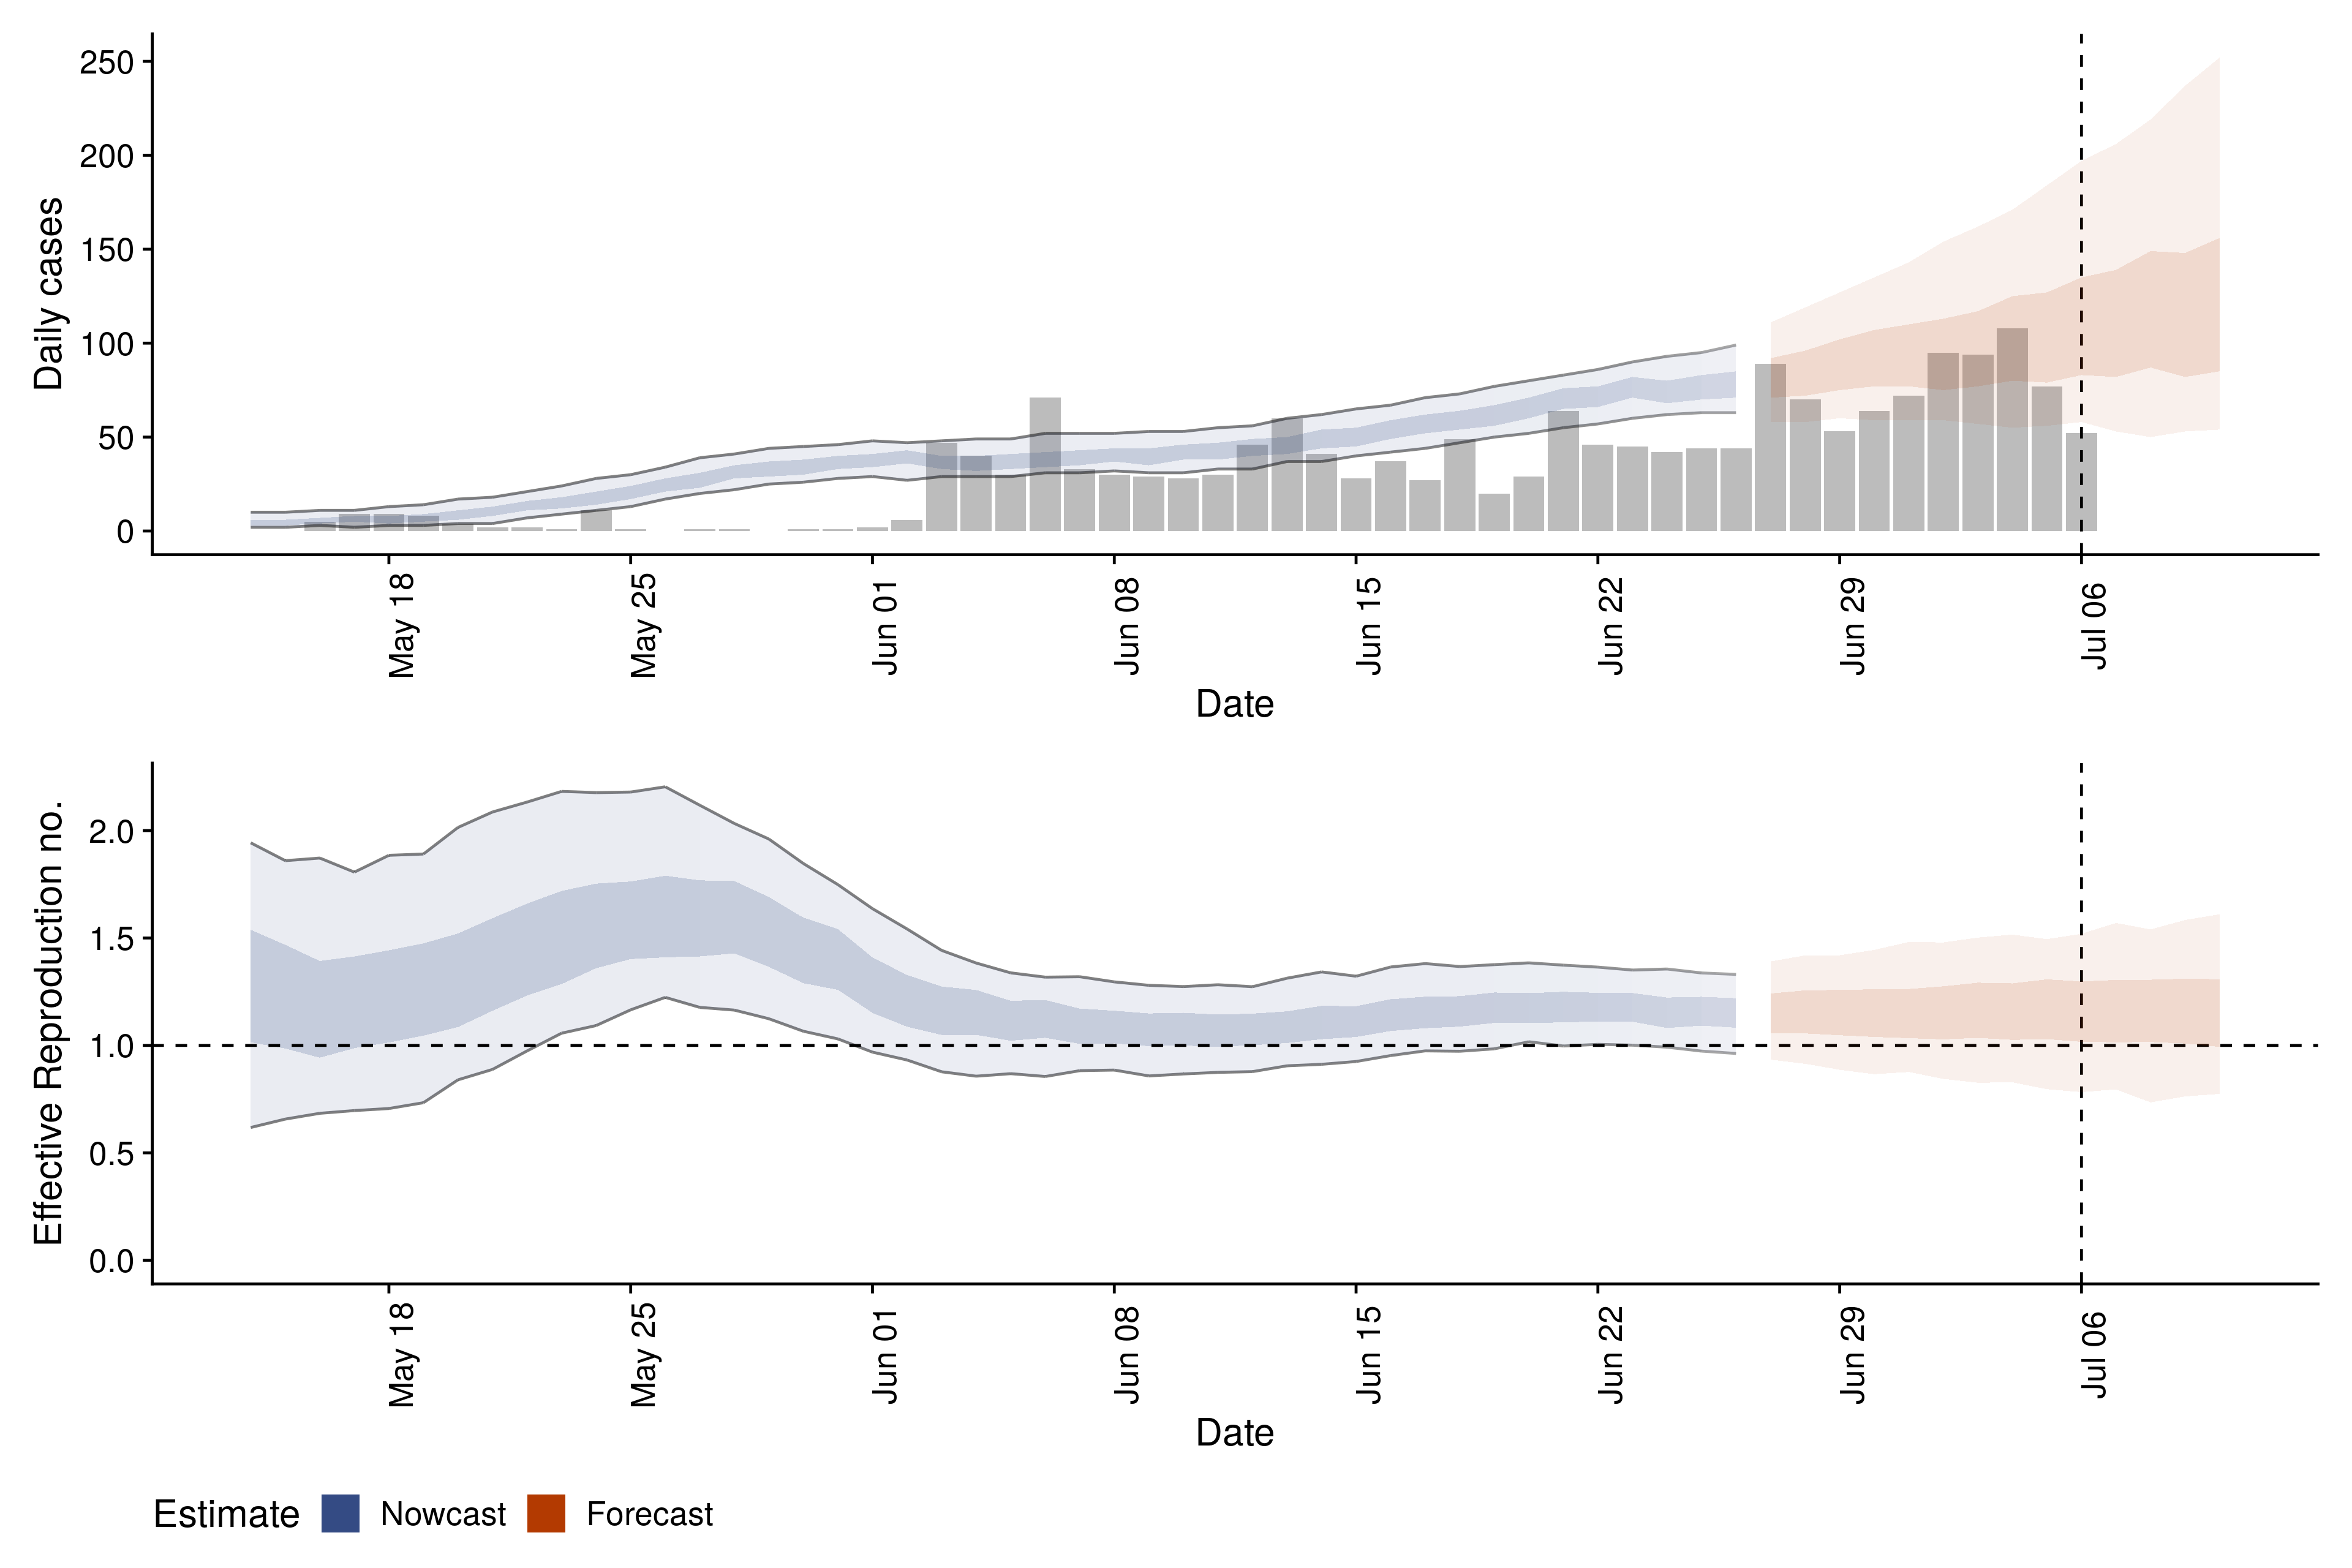 250
200
150
100
50
0
Daily cases
May 18 May 25 Jun 01 Jun 08 Jun 15 Jun 22 Jun 29 Jul 06
Date
2.0
1.5
1.0
0.5
0.0
Effective Reproduction no.
May 18 May 25 Jun 01 Jun 08 Jun 15 Jun 22 Jun 29 Jul 06
Date
Estimate Nowcast Forecast